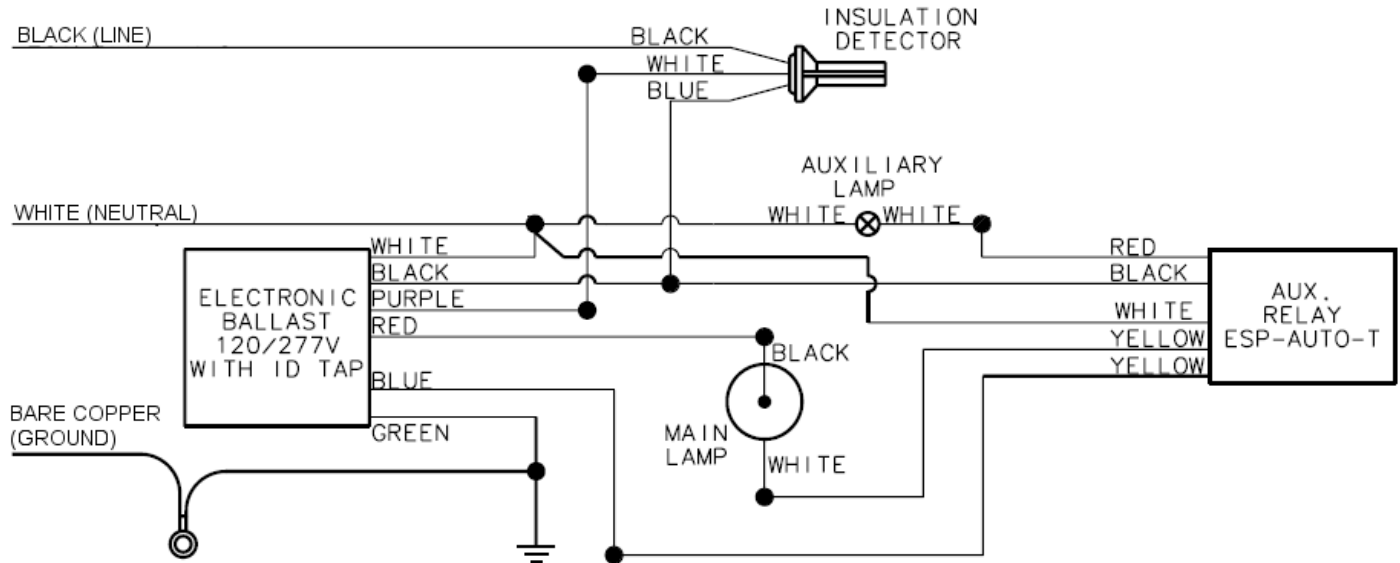 BLACK (LINE)
BLACK
WHITE
BLUE
INSULATION
DETECTOR
AUXILIARY
LAMP
WHITE (NEUTRAL)
WHITE
WHITE
WHITE
BLACK
PURPLE
RED
BLUE
GREEN
ELECTRONIC
BALLAST
120/277V
WITH ID TAP
BLACK
MAIN
LAMP
WHITE
RED
BLACK
WHITE
YELLOW
YELLOW
AUX.
RELAY
ESP-AUTO-T
BARE COPPER
(GROUND)